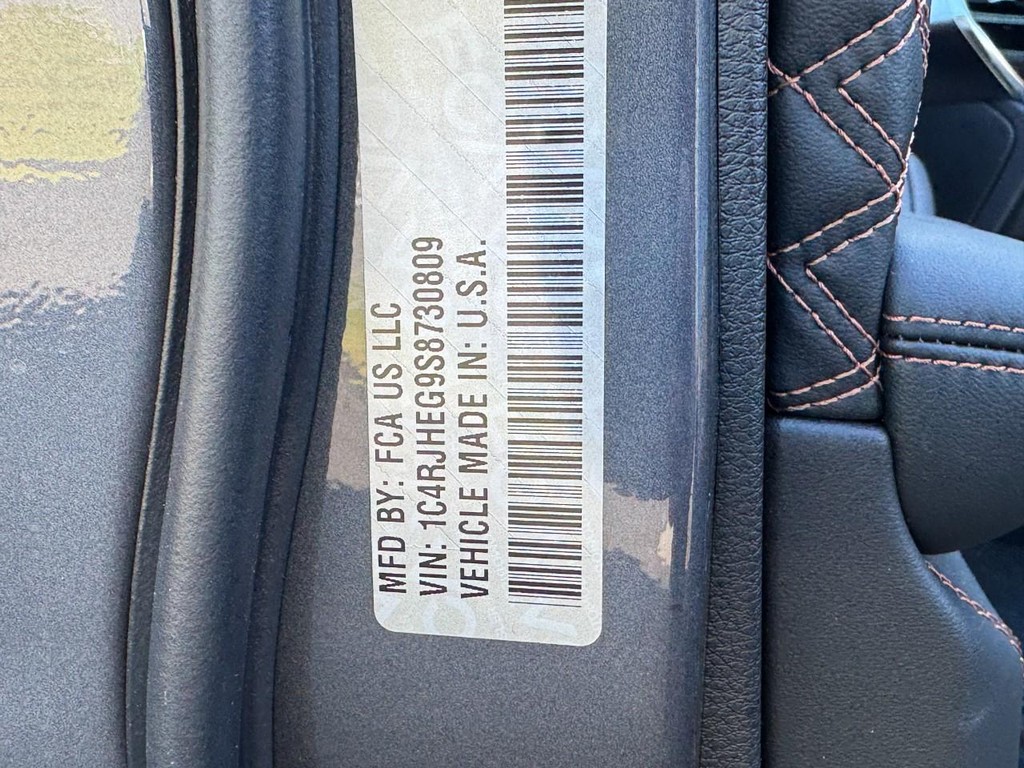 MFD BY: FCA US LLC
VIN: 1C4RJHEG9S8730809
VEHICLE MADE IN: U.S.A.